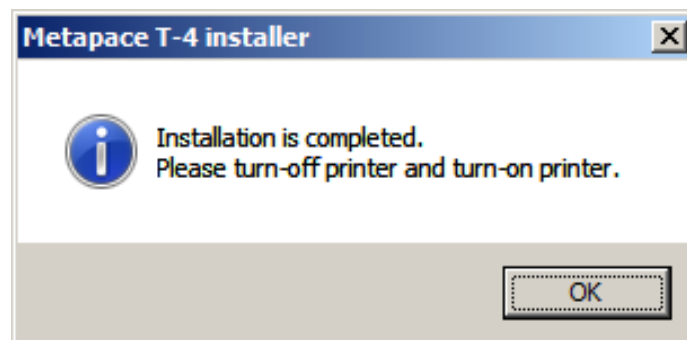 Metapace T-4 installer
Installation is completed.
Please turn-off printer and turn-on printer.
OK